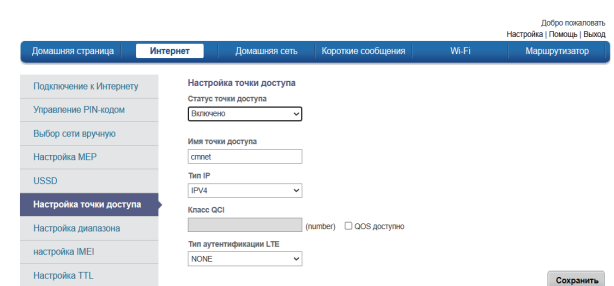 Добро пожаловать
Настройка | Помощь | Выход
Домашняя страница Интернет Домашняя сеть Короткие сообщения Wi-Fi Маршрутизатор
Подключение к Интернету
Управление PIN-кодом
Выбор сети вручную
Настройка МЕР
USSD
Настройка точки доступа
Настройка диапазона
настройка IMEI
Настройка TTL
Настройка точки доступа
Статус точки доступа
Включено
Имя точки доступа
cmnet
Тип IP
IPV4
Класс QCI
(number) QOS доступно
Тип аутентификации LTE
NONE
Сохранить